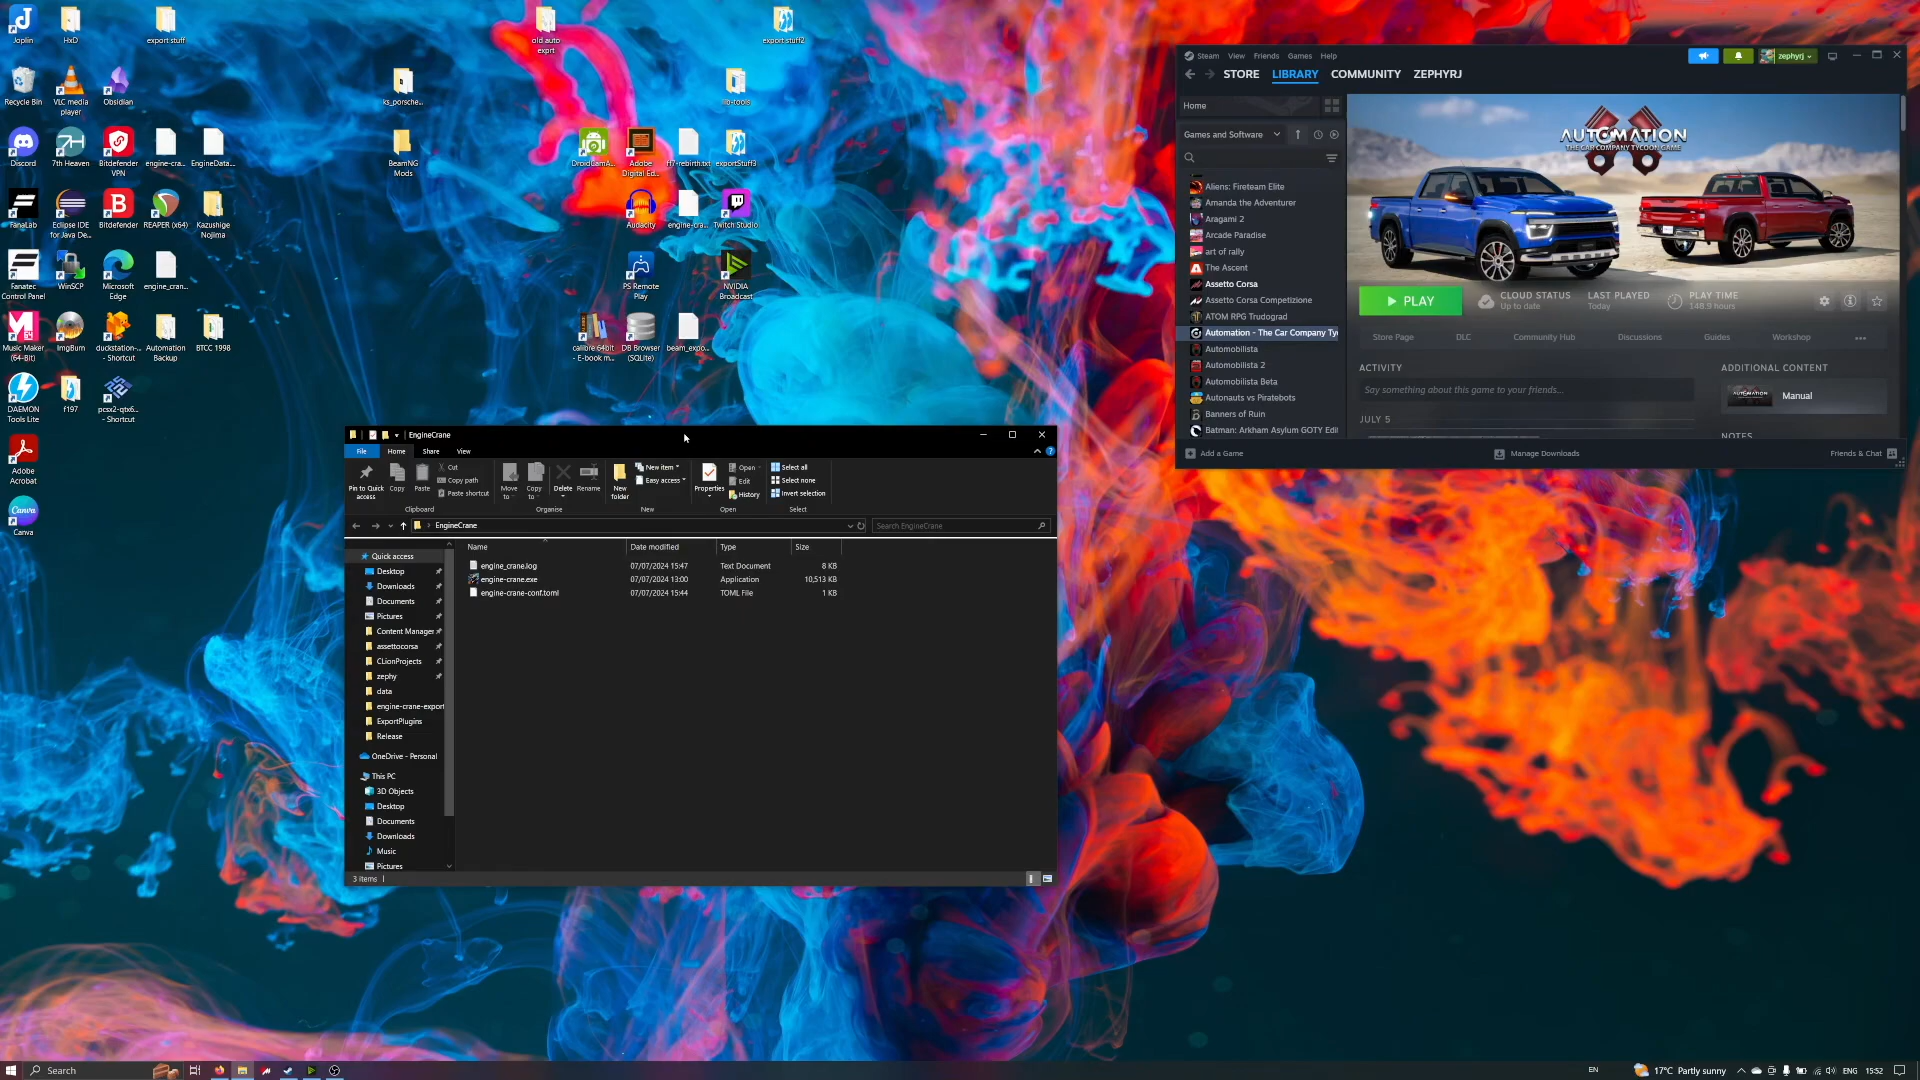 Joplin
HxD
export stuff
old auto
exprt
export stuff2
Recycle Bin
VLC media
player
Obsidian
ks_porsche...
lib-tools
Discord
7th Heaven
Bitdefender
VPN
engine-cra...
EngineData...
BeamNG
Mods
DroidCamA...
Adobe
Digital Ed...
ff7-rebirth.txt
exportStuff3
FanaLab
Eclipse IDE
for Java De...
Bitdefender
REAPER (x64)
Kazushige
Nojima
Audacity
engine-cra...
Twitch Studio
Fanatec
Control Panel
WinSCP
Microsoft
Edge
engine_cran...
PS Remote
Play
NVIDIA
Broadcast
Music Maker
(64-Bit)
ImgBurn
duckstation-...
- Shortcut
Automation
Backup
BTCC 1998
calibre 64bit
- E-book m...
DB Browser
(SQLite)
beam_expo...
DAEMON
Tools Lite
f197
pcsx2-qtx6...
- Shortcut
Adobe
Acrobat
Canva
Canva
Steam View Friends Games Help
zephyrj
STORE LIBRARY COMMUNITY ZEPHYRJ
Home
Games and Software
Aliens: Fireteam Elite
Amanda the Adventurer
Aragami 2
Arcade Paradise
art of rally
The Ascent
Assetto Corsa
Assetto Corsa Competizione
ATOM RPG Trudograd
Automation - The Car Company Ty
Automobilista
Automobilista 2
Automobilista Beta
Autonauts vs Piratebots
Banners of Ruin
Batman: Arkham Asylum GOTY Edi
AUTOMATION
THE CAR COMPANY TYCOON GAME
PLAY
CLOUD STATUS
Up to date
LAST PLAYED
Today
PLAY TIME
148.9 hours
Store Page DLC Community Hub Discussions Guides Workshop
ACTIVITY
Say something about this game to your friends...
JULY 5
ADDITIONAL CONTENT
AUTOMATION
Manual
NOTES
Add a Game
Manage Downloads
Friends & Chat
EngineCrane
File Home Share View
Pin to Quick
access
Copy
Paste
Cut
Copy path
Paste shortcut
Clipboard
Move
to
Copy
to
Delete
Rename
Organise
New
folder
New item
Easy access
New
Properties
Open
Edit
History
Open
Select all
Select none
Invert selection
Select
EngineCrane
Search EngineCrane
Name Date modified Type Size
engine_crane.log 07/07/2024 15:47 Text Document 8 KB
engine-crane.exe 07/07/2024 13:00 Application 10,513 KB
engine-crane-conf.toml 07/07/2024 15:44 TOML File 1 KB
Quick access
Desktop
Downloads
Documents
Pictures
Content Manager
assettocorsa
CLionProjects
zephy
data
engine-crane-export
ExportPlugins
Release
OneDrive - Personal
This PC
3D Objects
Desktop
Documents
Downloads
Music
Pictures
3 items
Search
EN
17°C Partly sunny
ENG
15:52